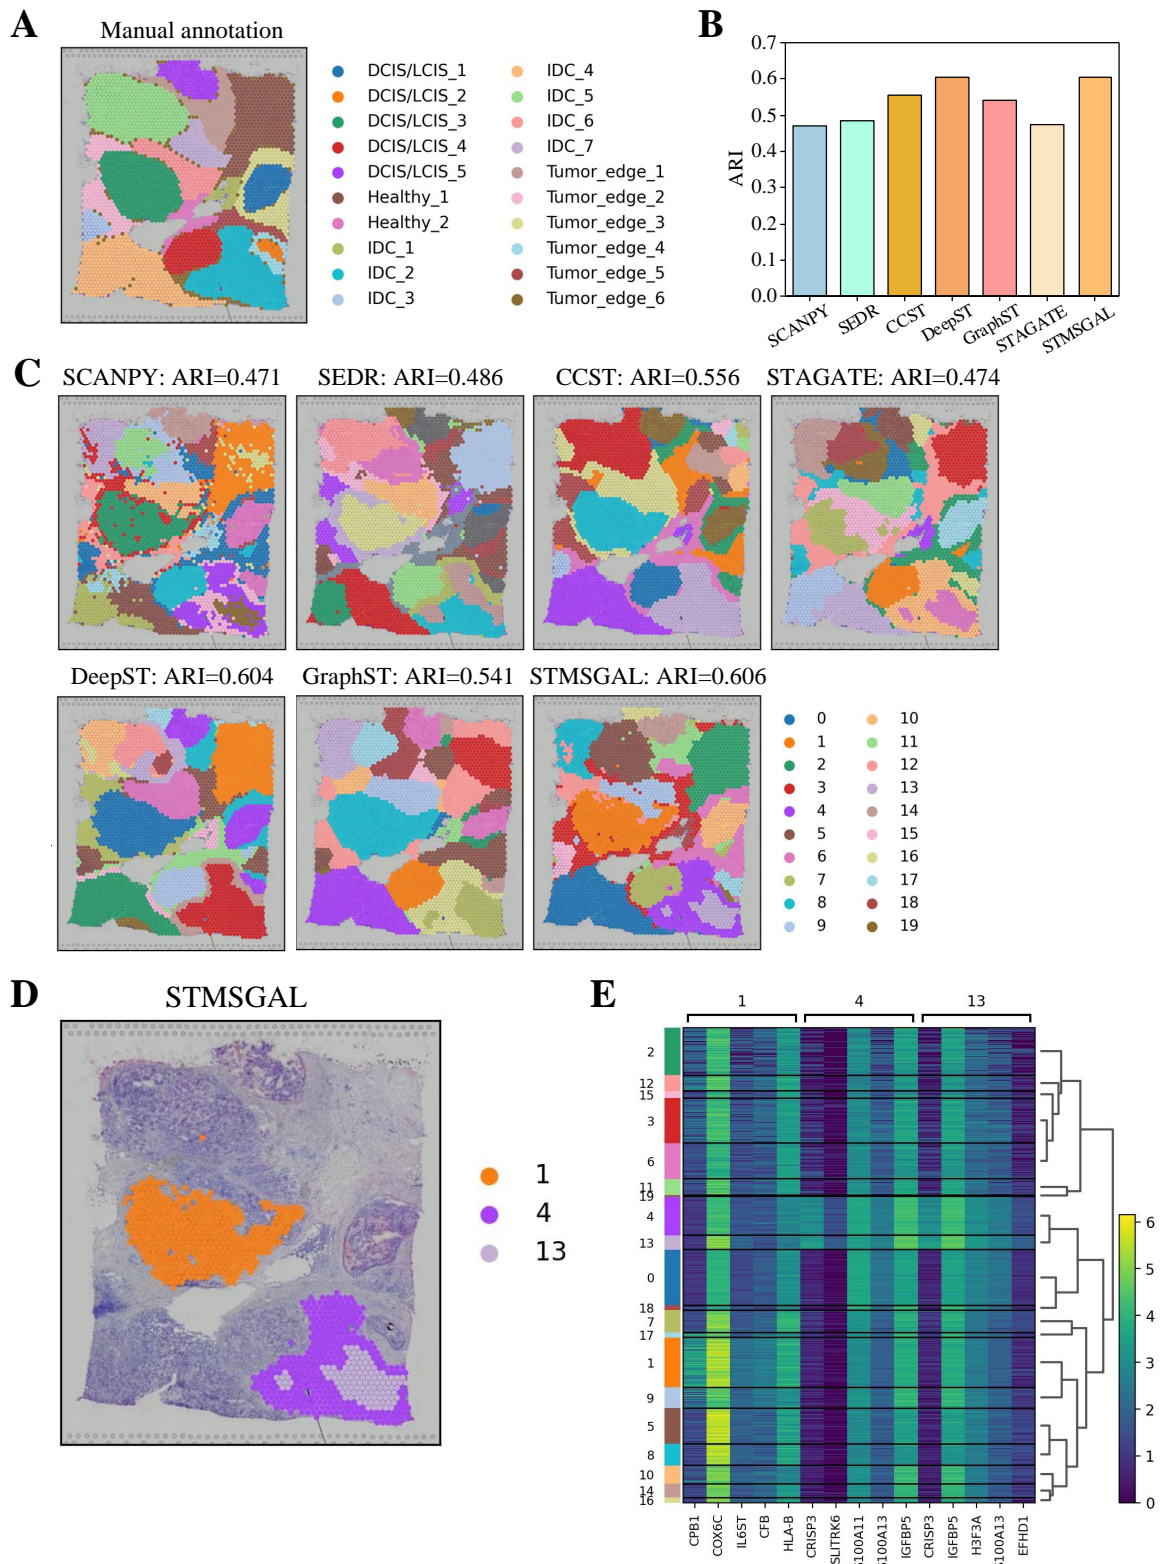 A
Manual annotation
DCIS/LCIS_1
DCIS/LCIS_2
DCIS/LCIS_3
DCIS/LCIS_4
DCIS/LCIS_5
Healthy_1
Healthy_2
IDC_1
IDC_2
IDC_3
IDC_4
IDC_5
IDC_6
IDC_7
Tumor_edge_1
Tumor_edge_2
Tumor_edge_3
Tumor_edge_4
Tumor_edge_5
Tumor_edge_6
B
0.7
0.6
0.5
0.4
0.3
0.2
0.1
0.0
ARI
SCANPY
SEDR
CCST
DeepST
GraphST
STAGATE
STMSGAL
C
SCANPY: ARI=0.471
SEDR: ARI=0.486
CCST: ARI=0.556
STAGATE: ARI=0.474
DeepST: ARI=0.604
GraphST: ARI=0.541
STMSGAL: ARI=0.606
0
1
2
3
4
5
6
7
8
9
10
11
12
13
14
15
16
17
18
19
D
STMSGAL
1
4
13
E
1 4 13
2
12
15
3
6
11
19
4
13
0
18
7
17
1
9
5
8
10
14
16
CPB1
COX6C
IL6ST
CFB
HLA-B
CRISP3
SLITRK6
S100A11
S100A13
IGFBP5
CRISP3
IGFBP5
H3F3A
S100A13
EFHD1
6
5
4
3
2
1
0